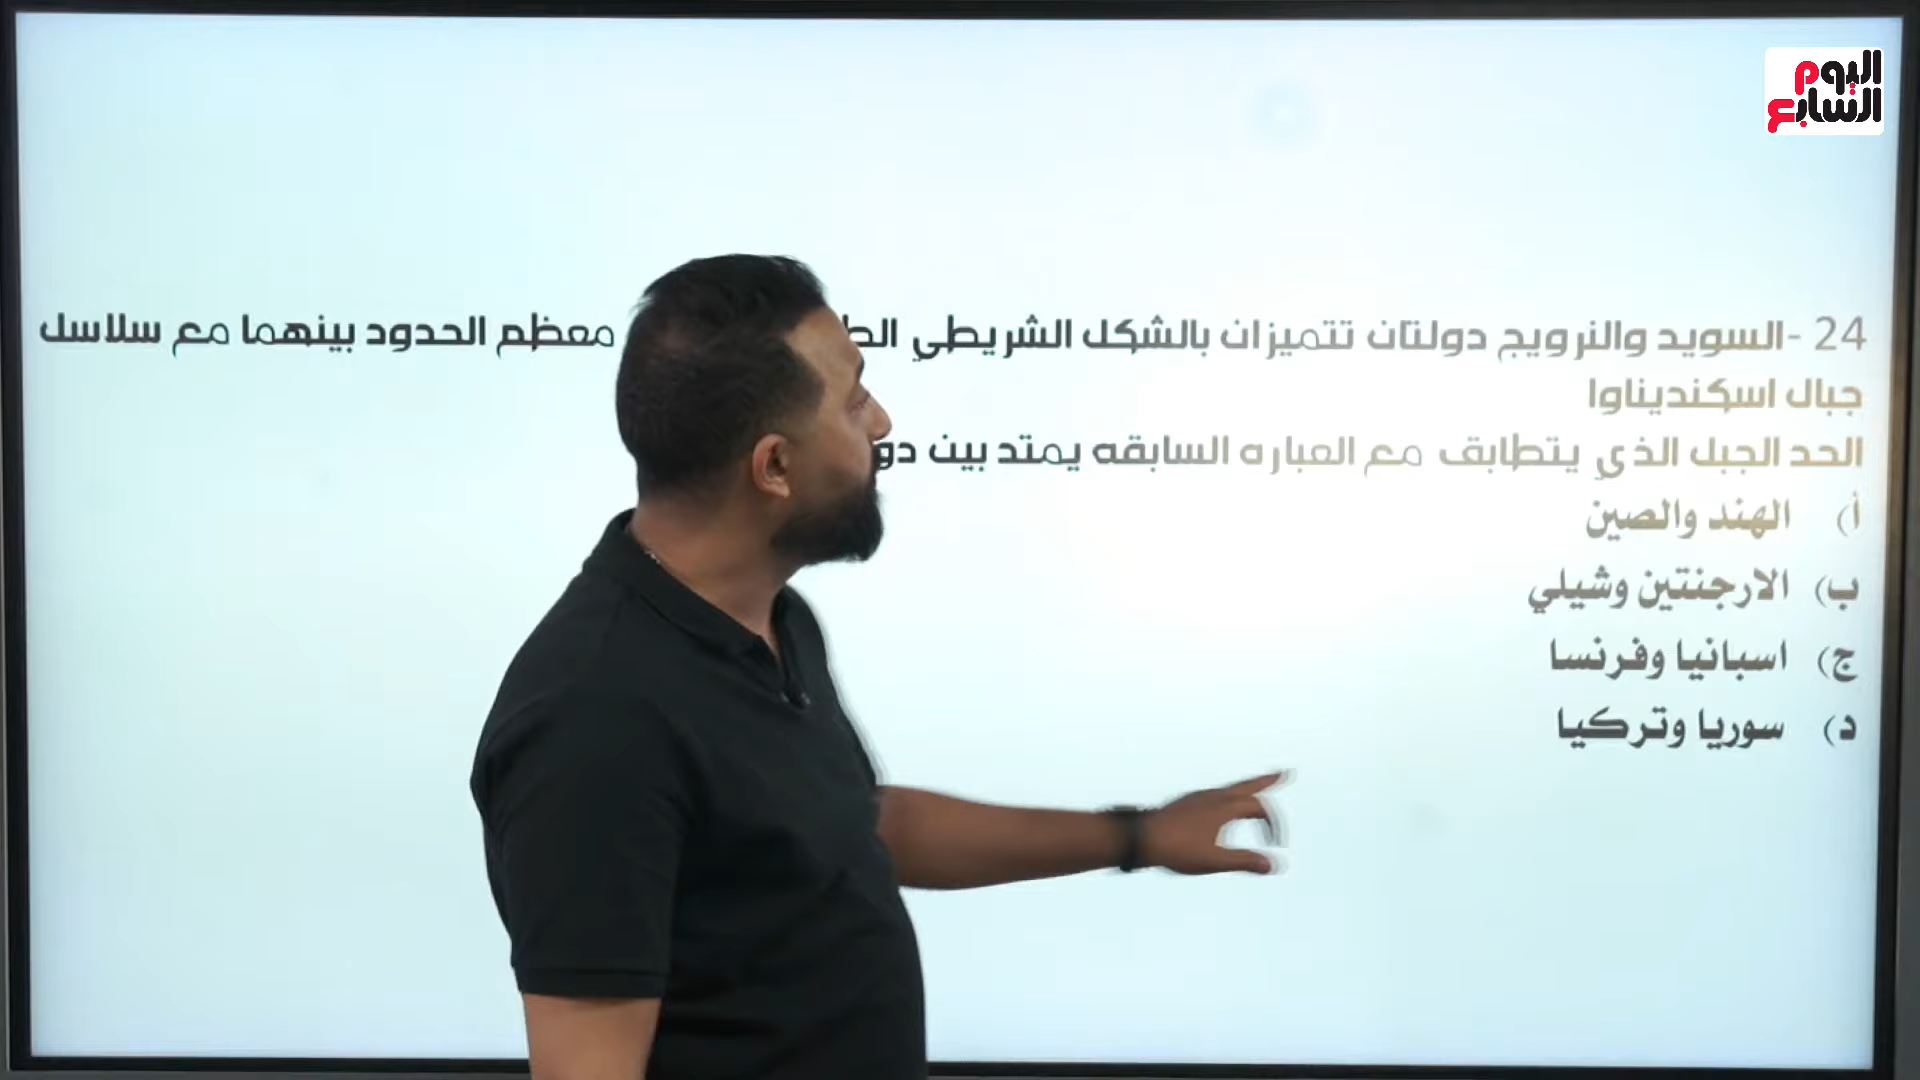 اليوم
السابع
24 -السويد والنرويج دولتان تتميزان بالشكل الشريطي معظم الحدود بينهما مع سلاسل
جبال اسكنديناوا
الحد الجبل الذي يتطابق مع العباره السابقه يمتد بين
أ) الهند والصين
ب) الارجنتين وشيلي
ج) اسبانيا وفرنسا
د) سوريا وتركيا